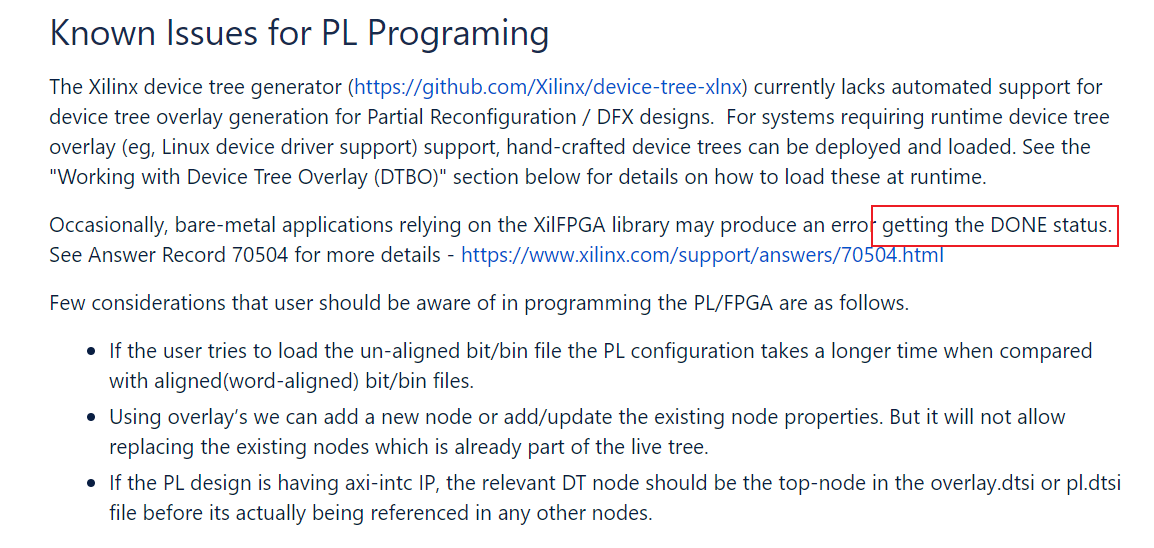 Known Issues for PL Programing
The Xilinx device tree generator (https://github.com/Xilinx/device-tree-xlnx) currently lacks automated support for
device tree overlay generation for Partial Reconfiguration / DFX designs.  For systems requiring runtime device tree
overlay (eg, Linux device driver support) support, hand-crafted device trees can be deployed and loaded. See the
"Working with Device Tree Overlay (DTBO)" section below for details on how to load these at runtime.
Occasionally, bare-metal applications relying on the XilFPGA library may produce an error getting the DONE status.
See Answer Record 70504 for more details - https://www.xilinx.com/support/answers/70504.html
Few considerations that user should be aware of in programming the PL/FPGA are as follows.
• If the user tries to load the un-aligned bit/bin file the PL configuration takes a longer time when compared
with aligned(word-aligned) bit/bin files.
• Using overlay’s we can add a new node or add/update the existing node properties. But it will not allow
replacing the existing nodes which is already part of the live tree.
• If the PL design is having axi-intc IP, the relevant DT node should be the top-node in the overlay.dtsi or pl.dtsi
file before its actually being referenced in any other nodes.